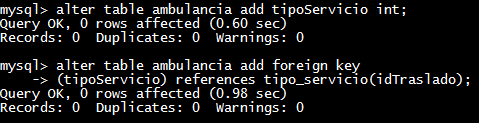 mysql> alter table ambulancia add tipoServicio int;
Query OK, 0 rows affected (0.60 sec)
Records: 0  Duplicates: 0  Warnings: 0

mysql> alter table ambulancia add foreign key
    -> (tipoServicio) references tipo_servicio(idTraslado);
Query OK, 0 rows affected (0.98 sec)
Records: 0  Duplicates: 0  Warnings: 0